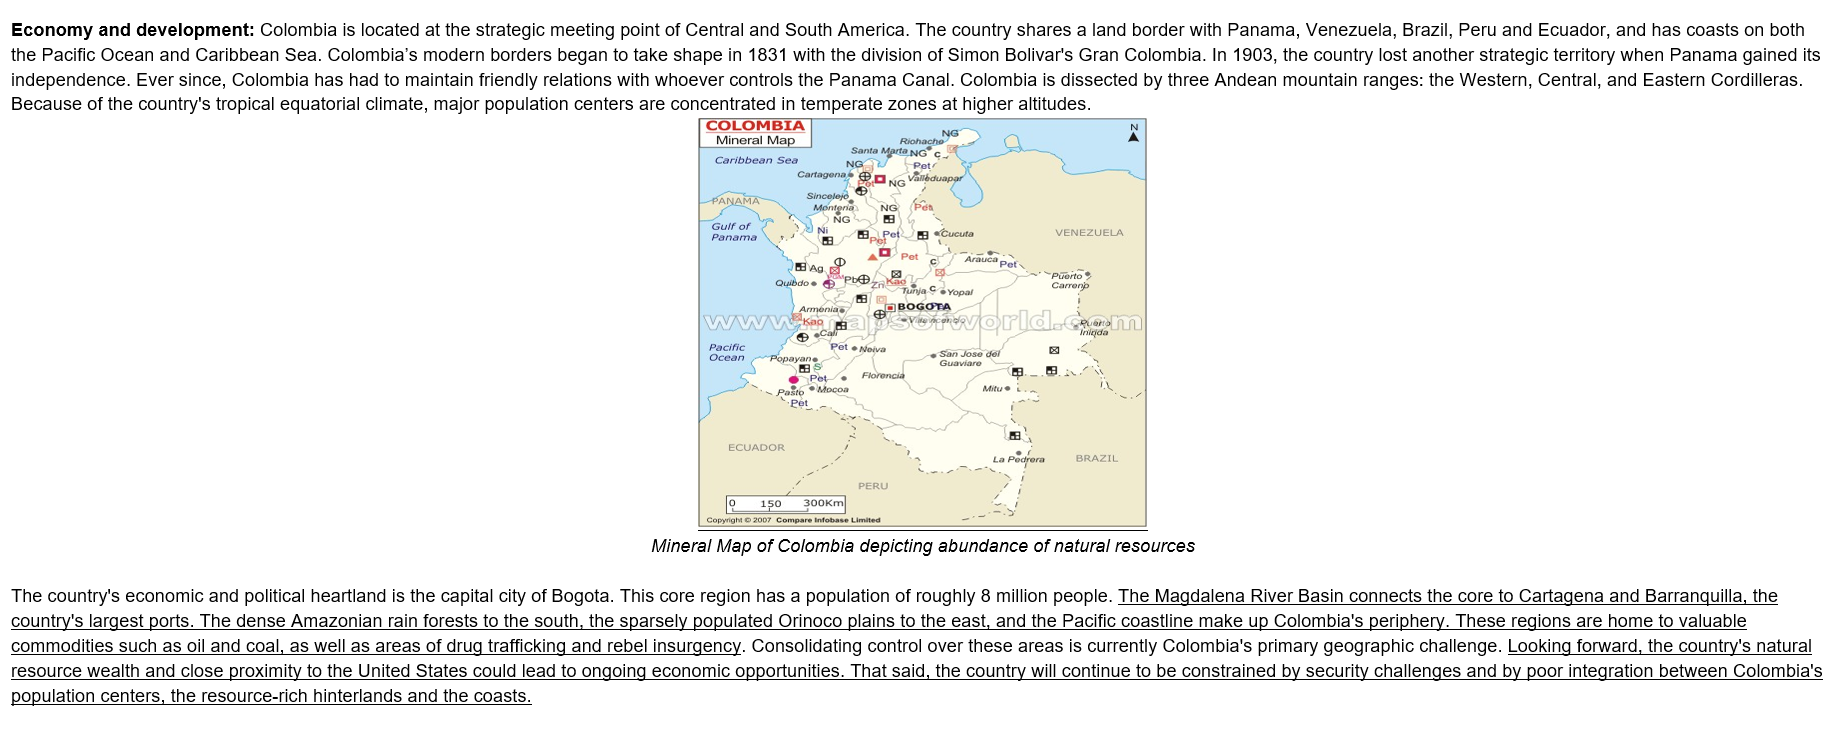 Economy and development: Colombia is located at the strategic meeting point of Central and South America. The country shares a land border with Panama, Venezuela, Brazil, Peru and Ecuador, and has coasts on both
the Pacific Ocean and Caribbean Sea. Colombia’s modern borders began to take shape in 1831 with the division of Simon Bolivar's Gran Colombia. In 1903, the country lost another strategic territory when Panama gained its
independence. Ever since, Colombia has had to maintain friendly relations with whoever controls the Panama Canal. Colombia is dissected by three Andean mountain ranges: the Western, Central, and Eastern Cordilleras.
Because of the country's tropical equatorial climate, major population centers are concentrated in temperate zones at higher altitudes.
COLOMBIA
Mineral Map
N
NG
Riohacha
Santa Marta NG C
Caribbean Sea
NG
Pet
Cartagena
Pet
NG
Valleduapar
Sincelejo
PANAMA
Monteria
NG
Pet
NG
Gulf of
Panama
Ni
Pet
Cucuta
VENEZUELA
Pet
Pet
C
Arauca
Pet
Ag
Puerto
Carreno
Quibdo
Pb
Zn
Kao
Tunja C
Yopal
Armenia
BOGOTA
www.mapsofworld.com
Kao
Villavicencio
Puerto
Inirida
Cali
Pacific
Ocean
Pet
Neiva
San Jose del
Guaviare
Popayan
S
Pet
Florencia
Pasto
Mocoa
Mitu
Pet
ECUADOR
La Pedrera
BRAZIL
PERU
0 150 300Km
Copyright © 2007 Compare Infobase Limited
Mineral Map of Colombia depicting abundance of natural resources
The country's economic and political heartland is the capital city of Bogota. This core region has a population of roughly 8 million people. The Magdalena River Basin connects the core to Cartagena and Barranquilla, the
country's largest ports. The dense Amazonian rain forests to the south, the sparsely populated Orinoco plains to the east, and the Pacific coastline make up Colombia's periphery. These regions are home to valuable
commodities such as oil and coal, as well as areas of drug trafficking and rebel insurgency. Consolidating control over these areas is currently Colombia's primary geographic challenge. Looking forward, the country's natural
resource wealth and close proximity to the United States could lead to ongoing economic opportunities. That said, the country will continue to be constrained by security challenges and by poor integration between Colombia's
population centers, the resource-rich hinterlands and the coasts.